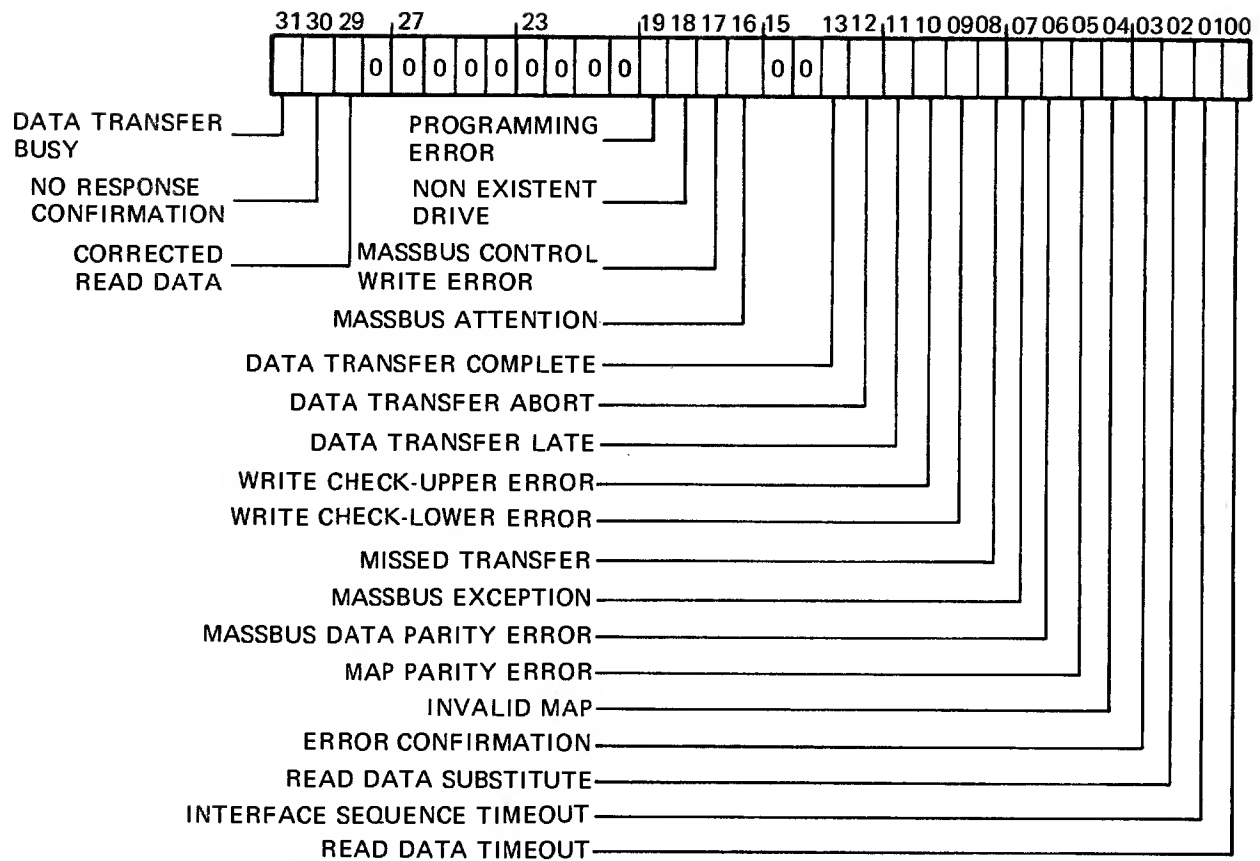 31 30 29 27 23 19 18 17 16 15 13 12 11 10 09 08 07 06 05 04 03 02 01 00
0 0 0 0 0 0 0 0 0 0 0
DATA TRANSFER
BUSY
NO RESPONSE
CONFIRMATION
CORRECTED
READ DATA
PROGRAMMING
ERROR
NON EXISTENT
DRIVE
MASSBUS CONTROL
WRITE ERROR
MASSBUS ATTENTION
DATA TRANSFER COMPLETE
DATA TRANSFER ABORT
DATA TRANSFER LATE
WRITE CHECK-UPPER ERROR
WRITE CHECK-LOWER ERROR
MISSED TRANSFER
MASSBUS EXCEPTION
MASSBUS DATA PARITY ERROR
MAP PARITY ERROR
INVALID MAP
ERROR CONFIRMATION
READ DATA SUBSTITUTE
INTERFACE SEQUENCE TIMEOUT
READ DATA TIMEOUT